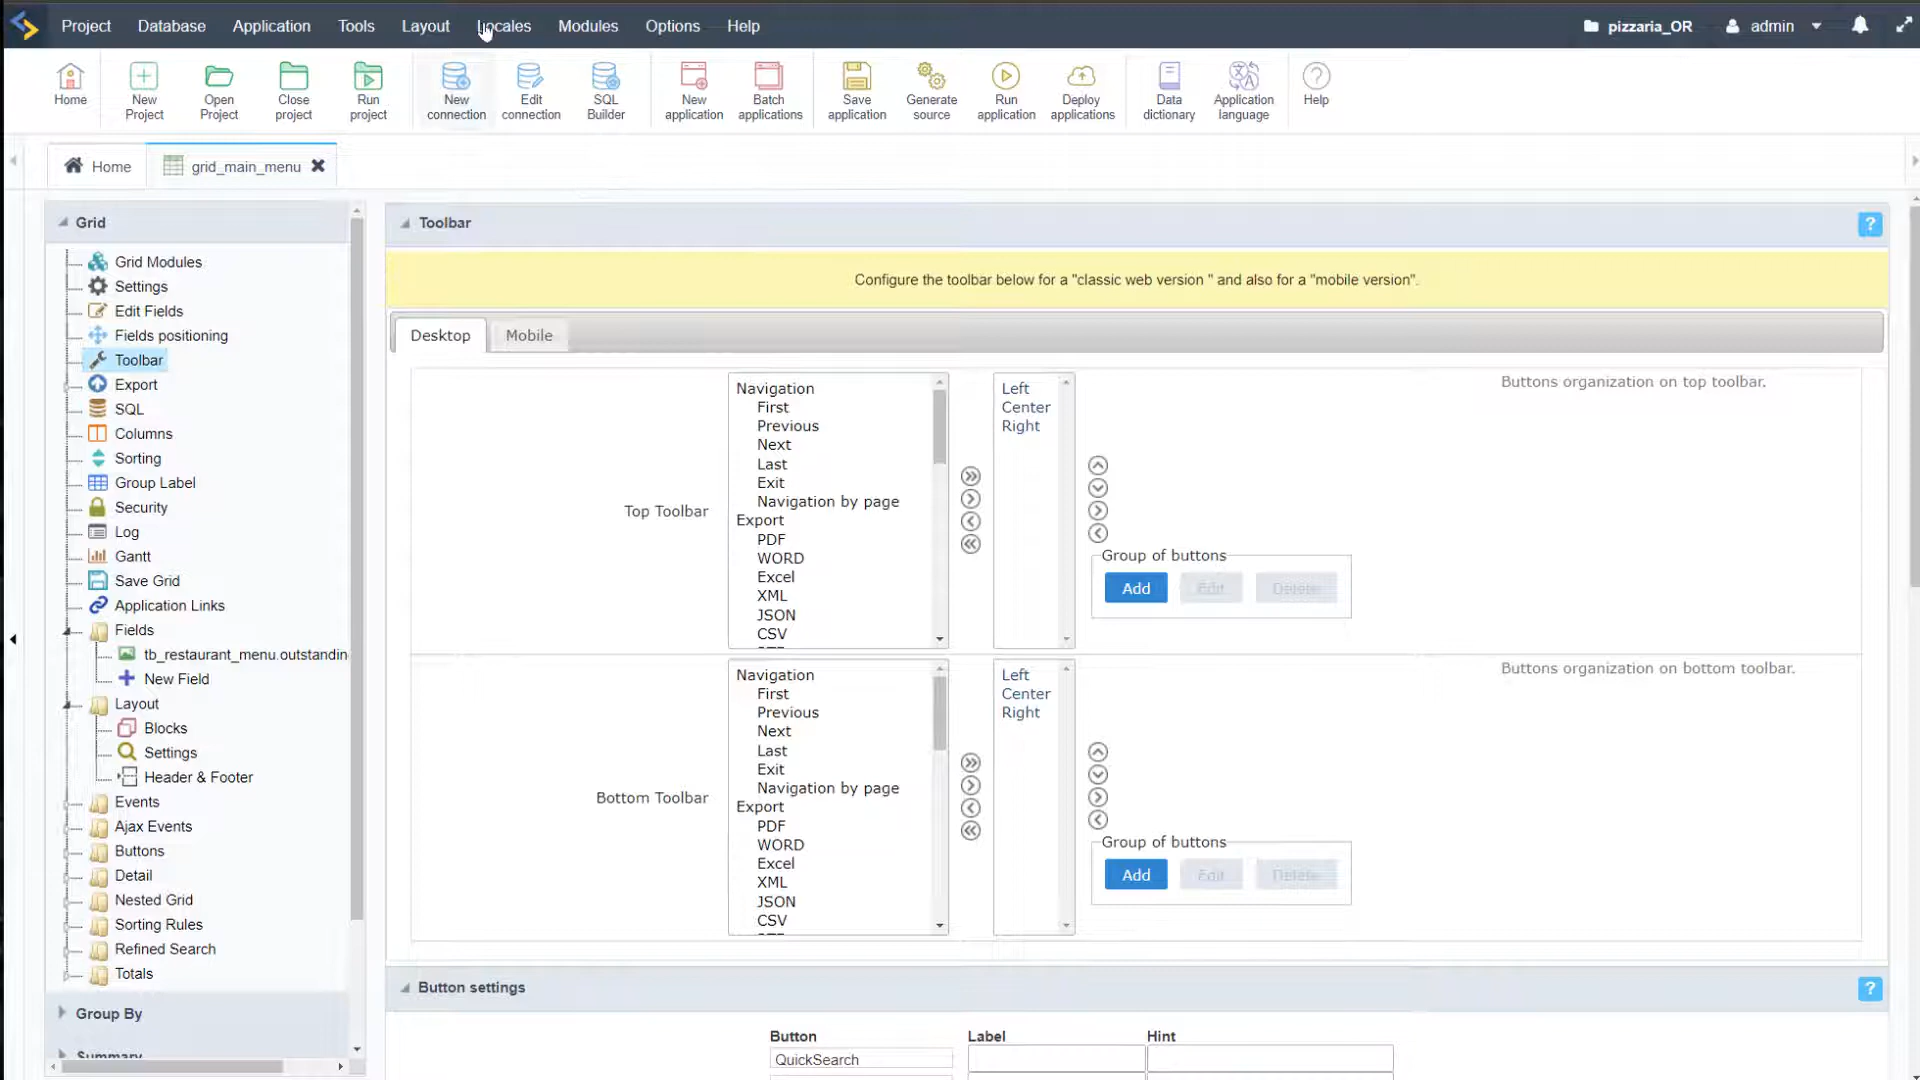 Project Database Application Tools Layout Locales Modules Options Help pizzaria_OR admin
Home
New
Project
Open
Project
Close
project
Run
project
New
connection
Edit
connection
SQL
Builder
New
application
Batch
applications
Save
application
Generate
source
Run
application
Deploy
applications
Data
dictionary
Application
language
Help
Home grid_main_menu
Grid
Grid Modules
Settings
Edit Fields
Fields positioning
Toolbar
Export
SQL
Columns
Sorting
Group Label
Security
Log
Gantt
Save Grid
Application Links
Fields
tb_restaurant_menu.outstandin
New Field
Layout
Blocks
Settings
Header & Footer
Events
Ajax Events
Buttons
Detail
Nested Grid
Sorting Rules
Refined Search
Totals
Group By
Summary
Toolbar ?
Configure the toolbar below for a "classic web version " and also for a "mobile version".
Desktop Mobile
Top Toolbar
Navigation
First
Previous
Next
Last
Exit
Navigation by page
Export
PDF
WORD
Excel
XML
JSON
CSV
Left
Center
Right
Group of buttons
Add Edit Delete
Buttons organization on top toolbar.
Bottom Toolbar
Navigation
First
Previous
Next
Last
Exit
Navigation by page
Export
PDF
WORD
Excel
XML
JSON
CSV
Left
Center
Right
Group of buttons
Add Edit Delete
Buttons organization on bottom toolbar.
Button settings ?
Button Label Hint
QuickSearch